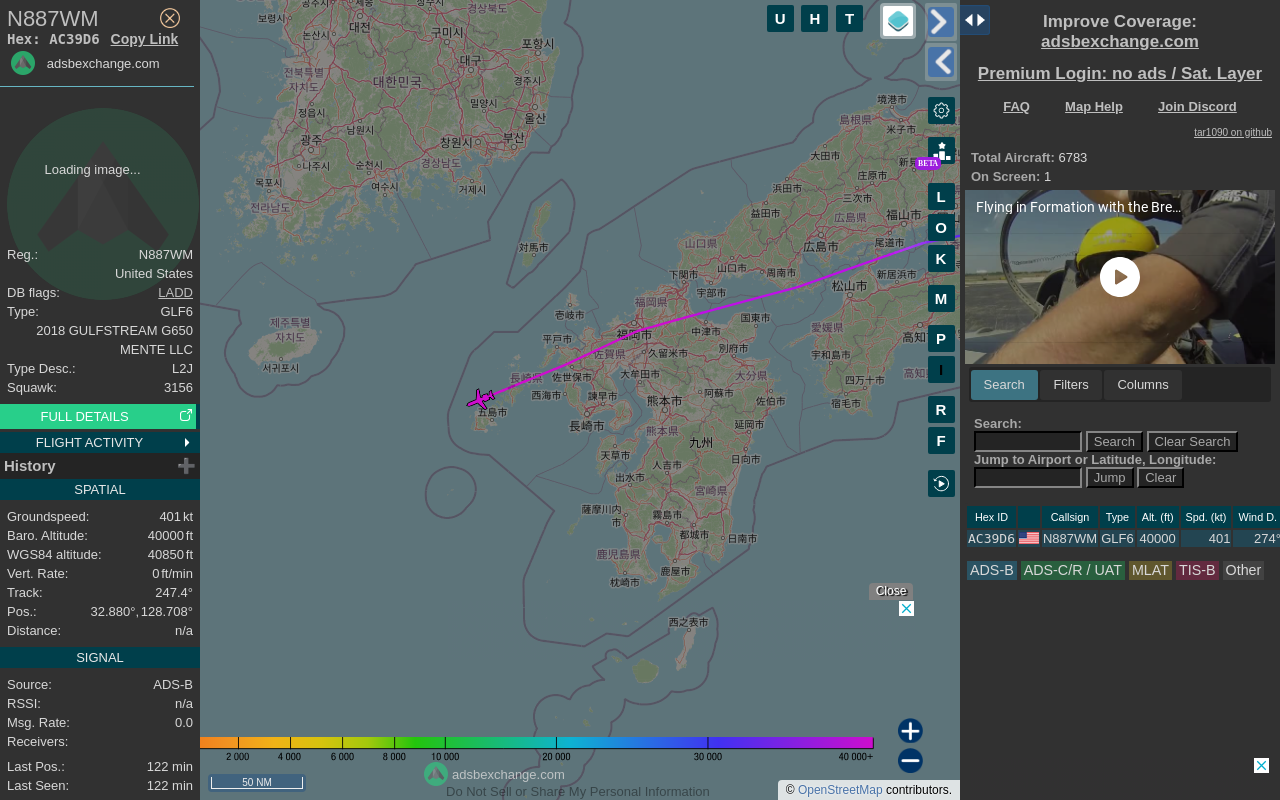 N887WM
Hex: AC39D6 Copy Link
adsbexchange.com
Loading image...
Reg.: N887WM
United States
DB flags: LADD
Type: GLF6
2018 GULFSTREAM G650
MENTE LLC
Type Desc.: L2J
Squawk: 3156
FULL DETAILS
FLIGHT ACTIVITY
History
SPATIAL
Groundspeed: 401 kt
Baro. Altitude: 40000 ft
WGS84 altitude: 40850 ft
Vert. Rate: 0 ft/min
Track: 247.4°
Pos.: 32.880°, 128.708°
Distance: n/a
SIGNAL
Source: ADS-B
RSSI: n/a
Msg. Rate: 0.0
Receivers:
Last Pos.: 122 min
Last Seen: 122 min
U H T
BETA
L
O
K
M
P
I
R
F
보령시
대전
경상북도
논산시
구미시
포항시
대구
전북특별
자치도
대한민국
경주시
밀양시
정읍시
울산
남원시
광주
창원시
부산
나주시
순천시
경상남도
목포시
여수시
거제시
전라남도
제주특별
자치도
서귀포시
対馬市
境港市
島根県
米子市
大田市
庄原市
浜田市
三次市
益田市
広島県
福山市
山口県
広島市
尾道市
下関市
山口市
周南市
新居浜市
宇部市
松山市
福岡県
壱岐市
国東市
愛媛県
平戸市
福岡市
中津市
佐賀県
久留米市
別府市
宇和島市
長崎県
佐世保市
大牟田市
大分県
四万十市
西海市
諫早市
阿蘇市
佐伯市
宿毛市
五島市
熊本市
長崎市
延岡市
熊本県
九州
天草市
日向市
人吉市
出水市
宮崎県
薩摩川内
市
霧島市
都城市
日南市
鹿児島県
鹿屋市
枕崎市
西之表市
Close
2 000 4 000 6 000 8 000 10 000 20 000 30 000 40 000+
50 NM
adsbexchange.com
Do Not Sell or Share My Personal Information
© OpenStreetMap contributors.
Improve Coverage:
adsbexchange.com
Premium Login: no ads / Sat. Layer
FAQ Map Help Join Discord
tar1090 on github
Total Aircraft: 6783
On Screen: 1
Flying in Formation with the Bre...
Search Filters Columns
Search:
Search Clear Search
Jump to Airport or Latitude, Longitude:
Jump Clear
Hex ID Callsign Type Alt. (ft) Spd. (kt) Wind D.
AC39D6 N887WM GLF6 40000 401 274°
ADS-B ADS-C/R / UAT MLAT TIS-B Other